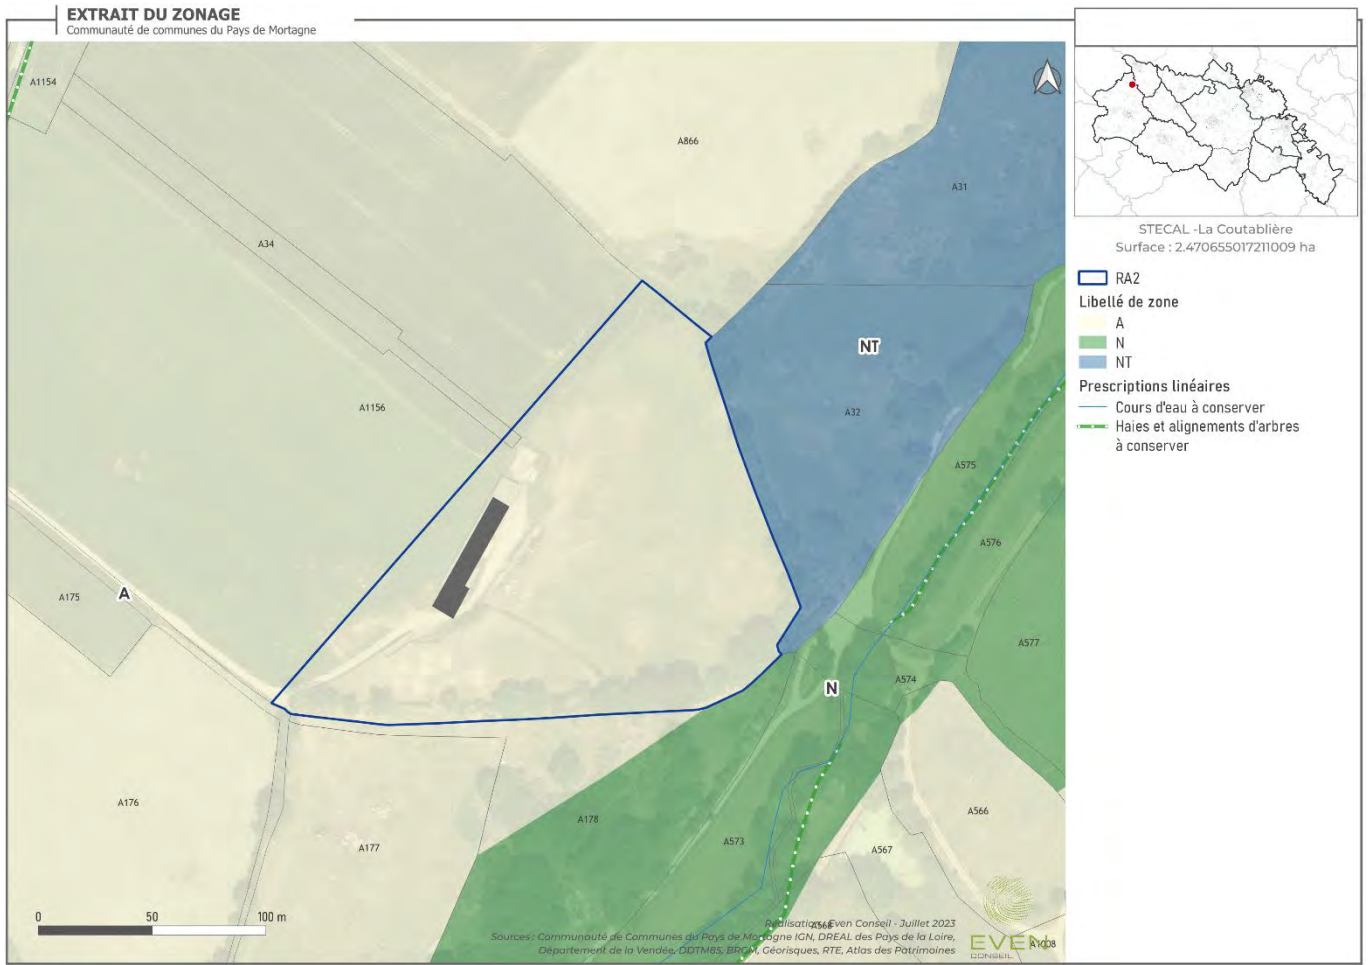 EXTRAIT DU ZONAGE
Communauté de communes du Pays de Mortagne
STECAL -La Coutablière
Surface : 2.470655017211009 ha
RA2
Libellé de zone
A
N
NT
Prescriptions linéaires
Cours d'eau à conserver
Haies et alignements d'arbres
à conserver
A1154
A866
A31
A34
NT
A1156
A32
A575
A576
A175
A
A577
A574
N
A176
A178
A566
A573
A177
A567
0 50 100 m
A568
A1008
Réalisation : Even Conseil - Juillet 2023
Sources : Communauté de Communes du Pays de Mortagne IGN, DREAL des Pays de la Loire,
Département de la Vendée, DDTM85, BRGM, Géorisques, RTE, Atlas des Patrimoines
EVEN
CONSEIL